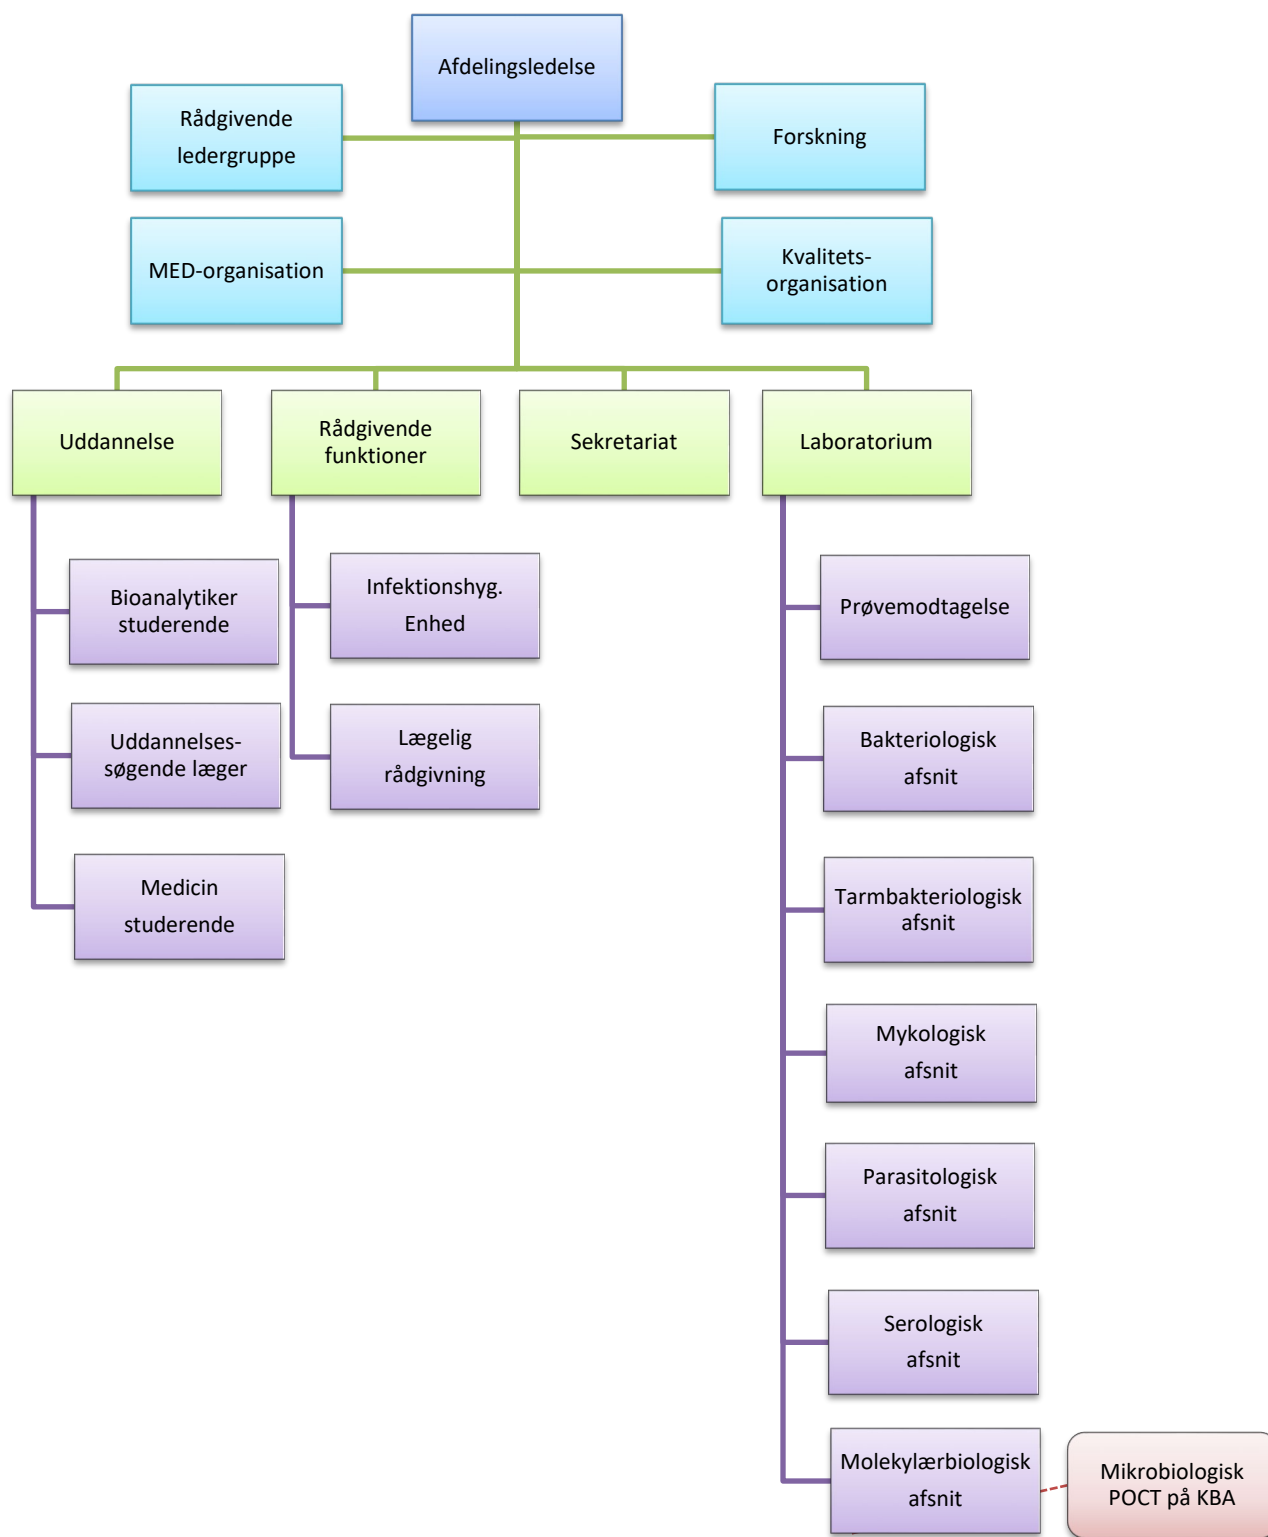 Afdelingsledelse
Rådgivende
ledergruppe
Forskning
MED-organisation
Kvalitets-
organisation
Uddannelse
Rådgivende
funktioner
Sekretariat
Laboratorium
Bioanalytiker
studerende
Uddannelses-
søgende læger
Medicin
studerende
Infektionshyg.
Enhed
Lægelig
rådgivning
Prøvemodtagelse
Bakteriologisk
afsnit
Tarmbakteriologisk
afsnit
Mykologisk
afsnit
Parasitologisk
afsnit
Serologisk
afsnit
Molekylærbiologisk
afsnit
Mikrobiologisk
POCT på KBA